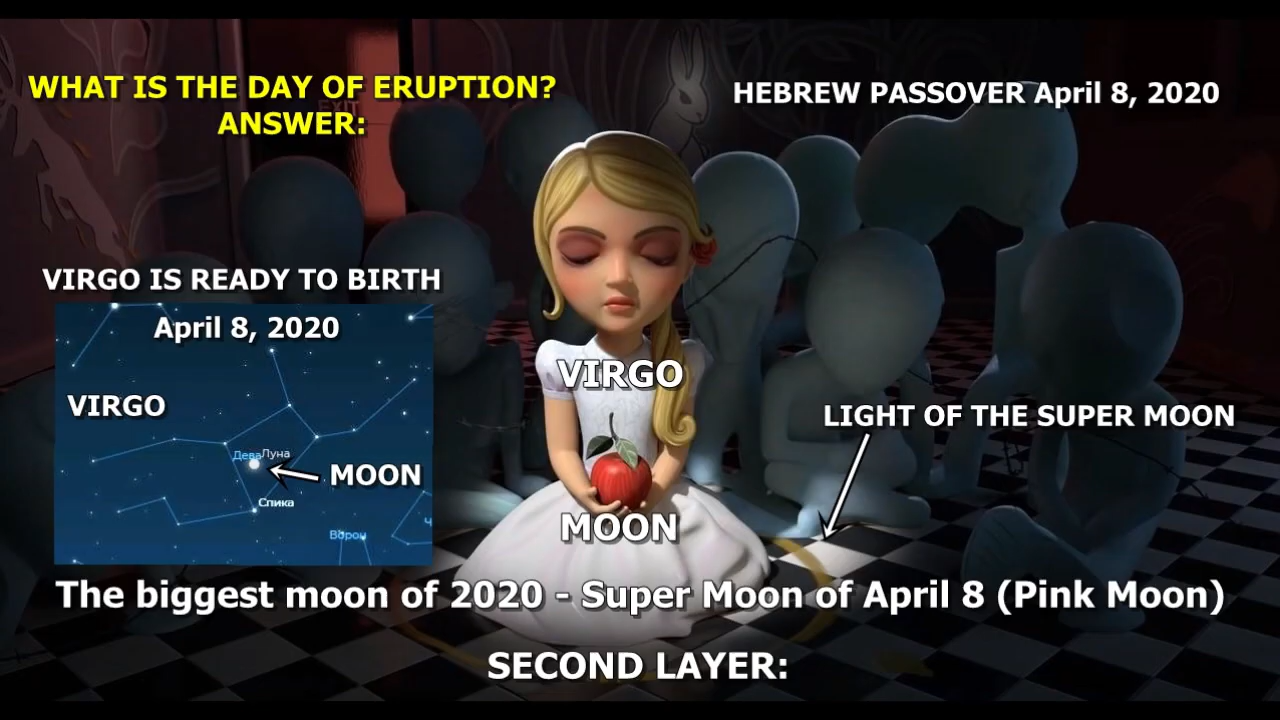 WHAT IS THE DAY OF ERUPTION?
ANSWER:
HEBREW PASSOVER April 8, 2020
EXIT
VIRGO IS READY TO BIRTH
April 8, 2020
VIRGO
Дева Луна
MOON
Спика
Ворон
Ч
VIRGO
LIGHT OF THE SUPER MOON
MOON
The biggest moon of 2020 - Super Moon of April 8 (Pink Moon)
SECOND LAYER: